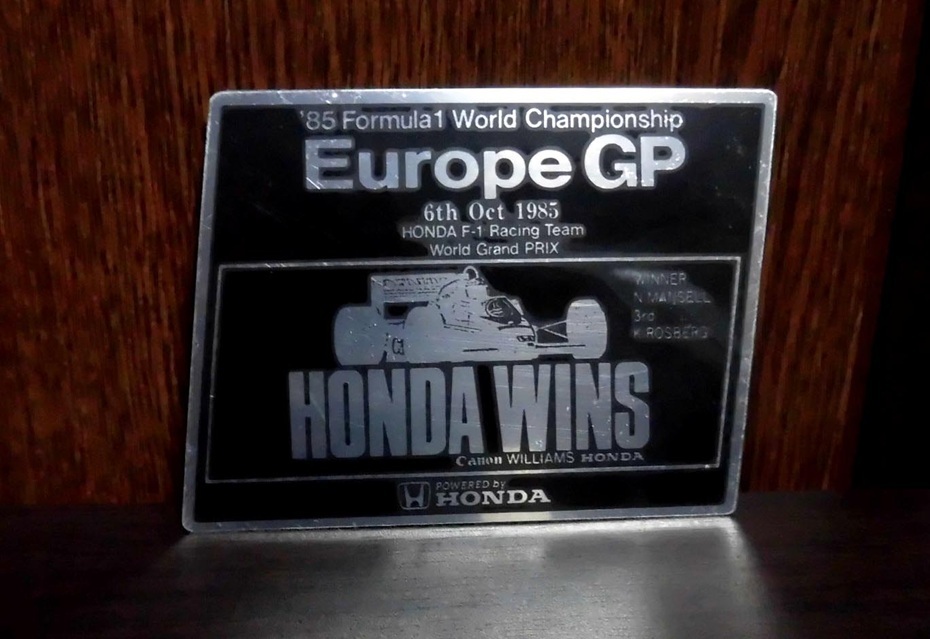 '85 Formula1 World Championship
Europe GP
6th Oct 1985
HONDA F-1 Racing Team
World Grand PRIX
WINNER
N MANSELL
3rd
K ROSBERG
HONDA WINS
Canon WILLIAMS HONDA
POWERED by
HONDA